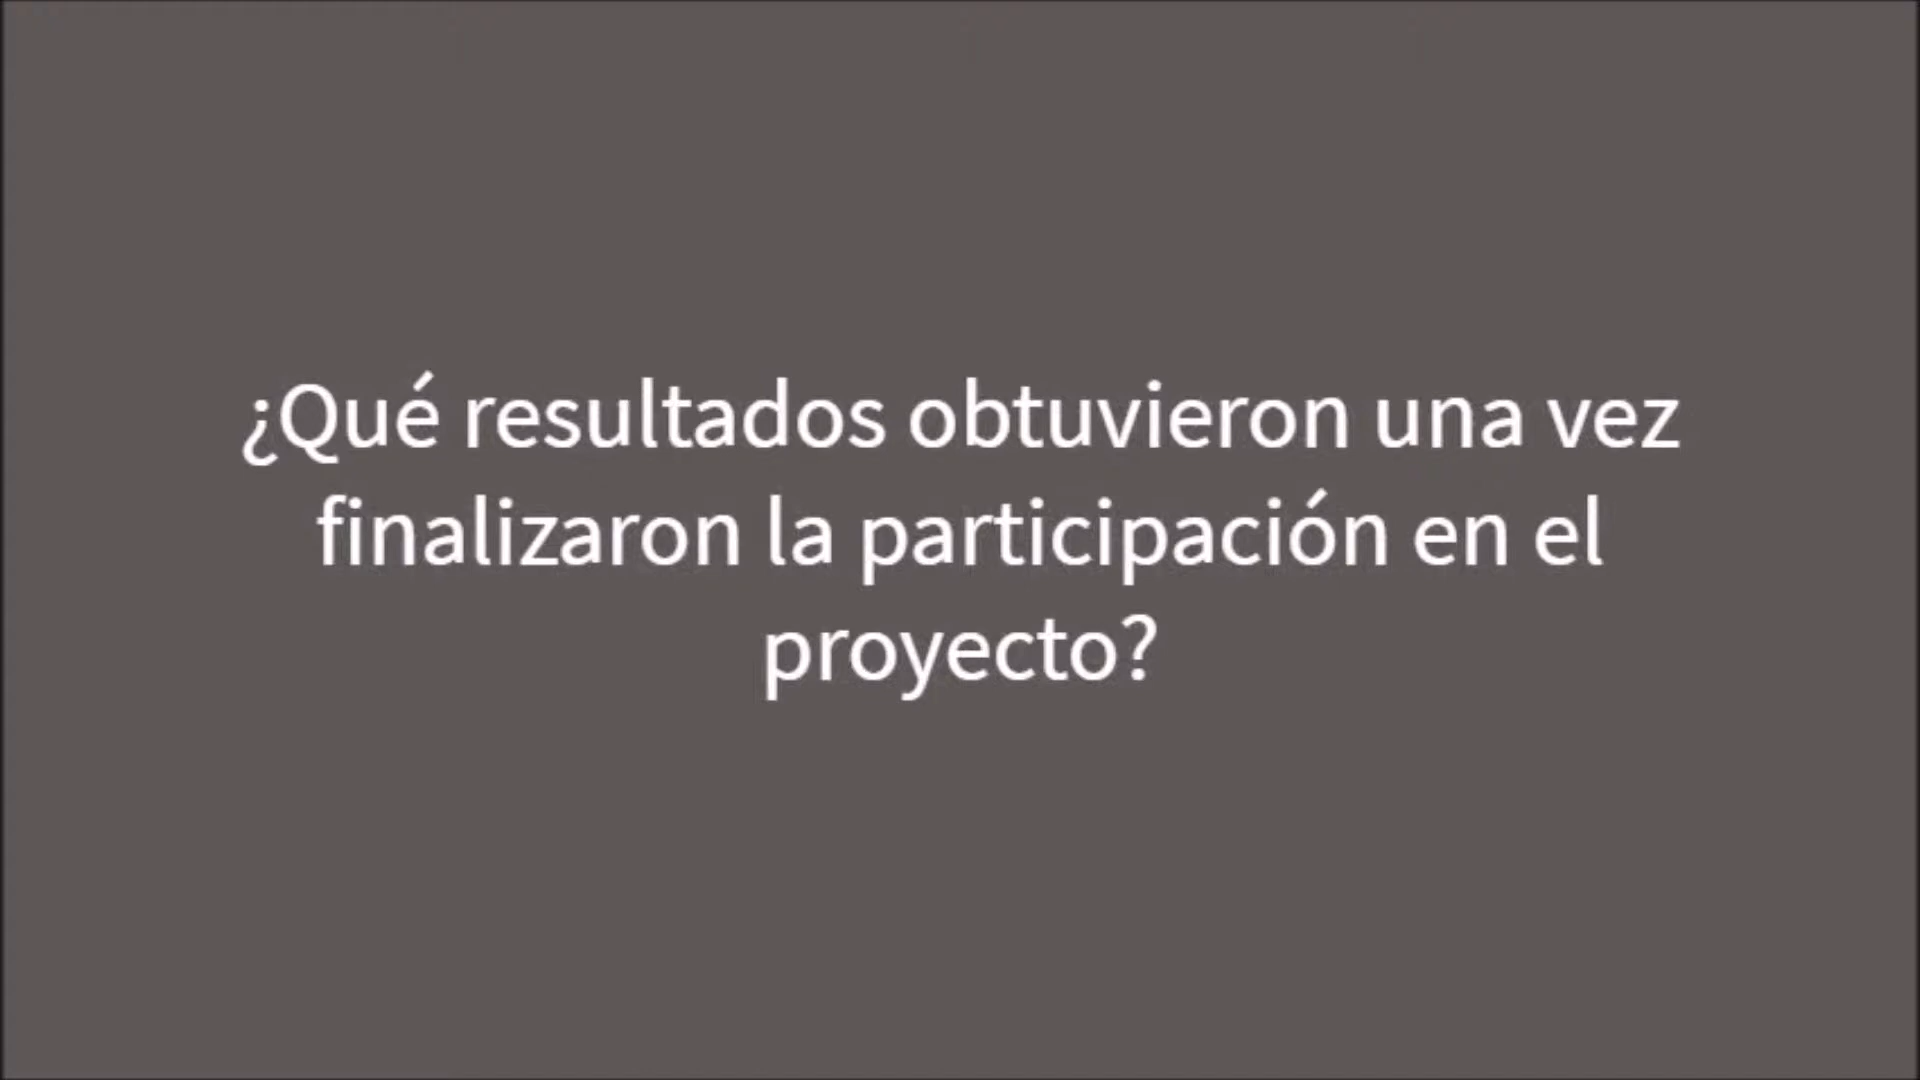 ¿Qué resultados obtuvieron una vez
finalizaron la participación en el
proyecto?